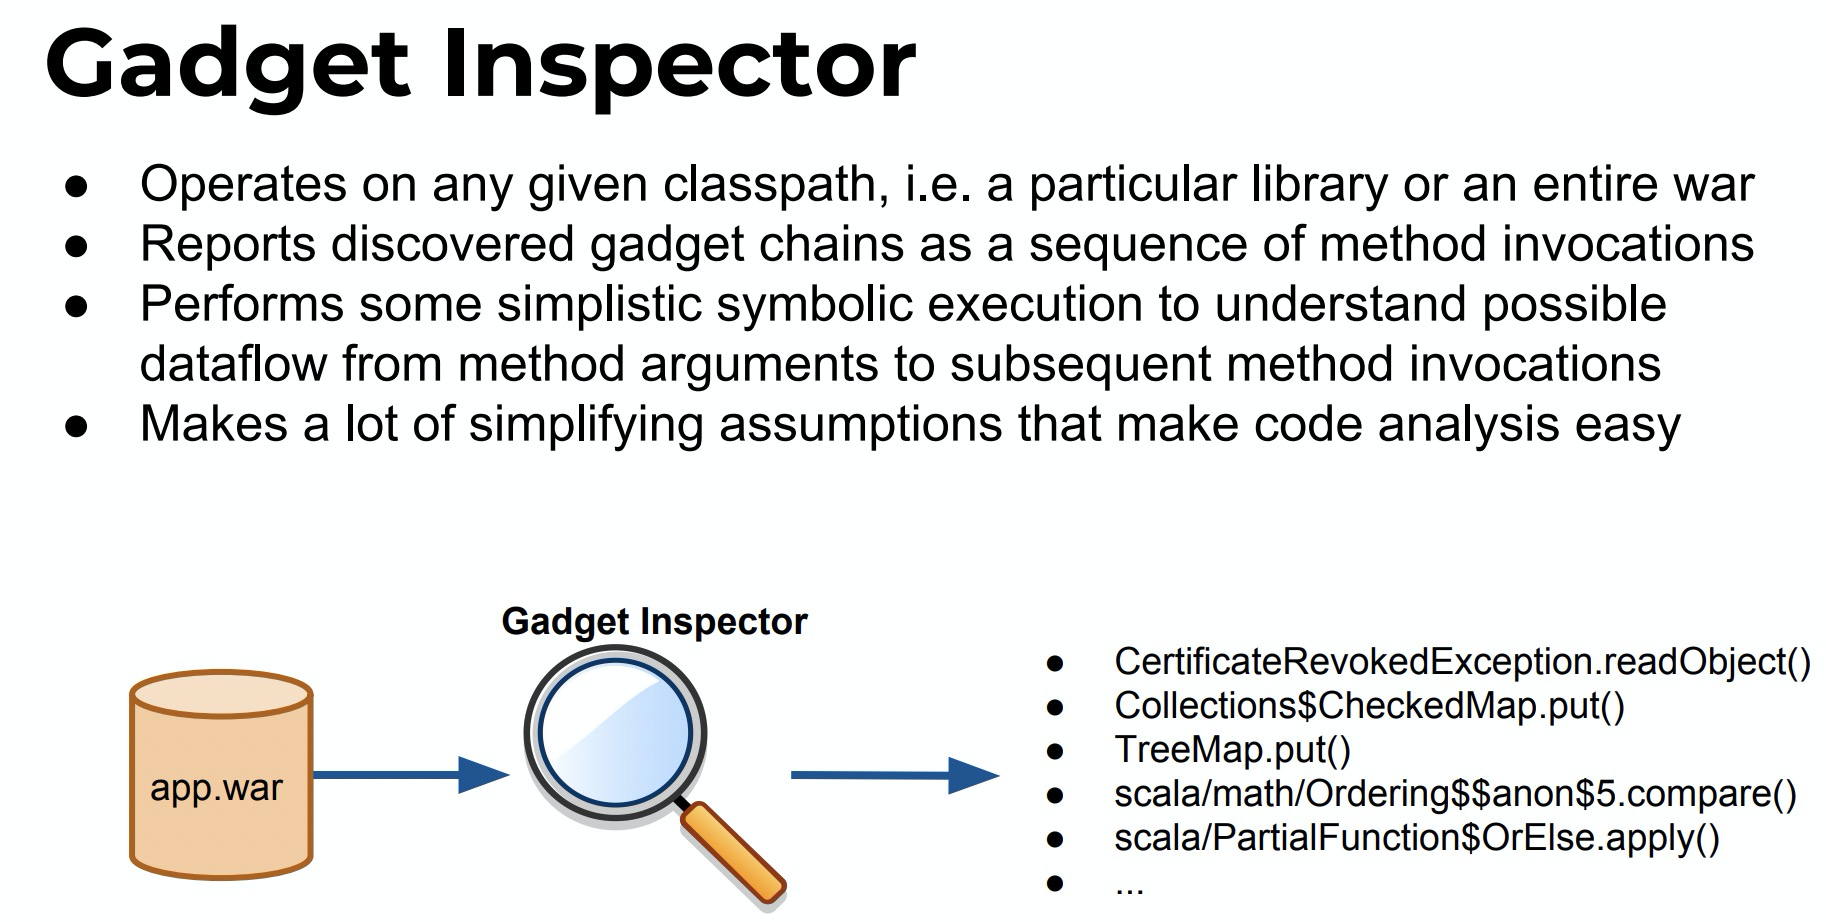 Gadget Inspector
● Operates on any given classpath, i.e. a particular library or an entire war
● Reports discovered gadget chains as a sequence of method invocations
● Performs some simplistic symbolic execution to understand possible
dataflow from method arguments to subsequent method invocations
● Makes a lot of simplifying assumptions that make code analysis easy
app.war
Gadget Inspector
● CertificateRevokedException.readObject()
● Collections$CheckedMap.put()
● TreeMap.put()
● scala/math/Ordering$$anon$5.compare()
● scala/PartialFunction$OrElse.apply()
● ...